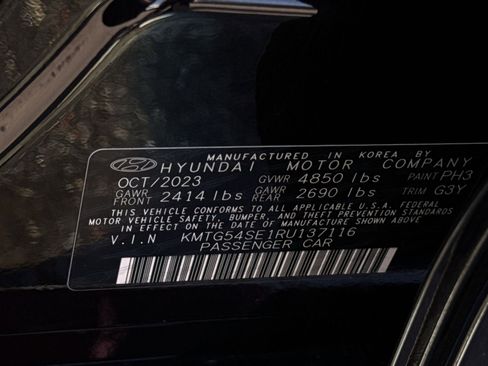 MANUFACTURED IN KOREA BY
HYUNDAI MOTOR COMPANY
OCT/2023 GVWR 4850 lbs PAINT PH3
GAWR FRONT 2414 lbs GAWR REAR 2690 lbs TRIM G3Y
THIS VEHICLE CONFORMS TO ALL APPLICABLE U.S.A. FEDERAL
MOTOR VEHICLE SAFETY, BUMPER, AND THEFT PREVENTION STANDARDS
IN EFFECT ON THE DATE OF MANUFACTURE SHOWN ABOVE
V.I.N KMTG54SE1RU137116
PASSENGER CAR